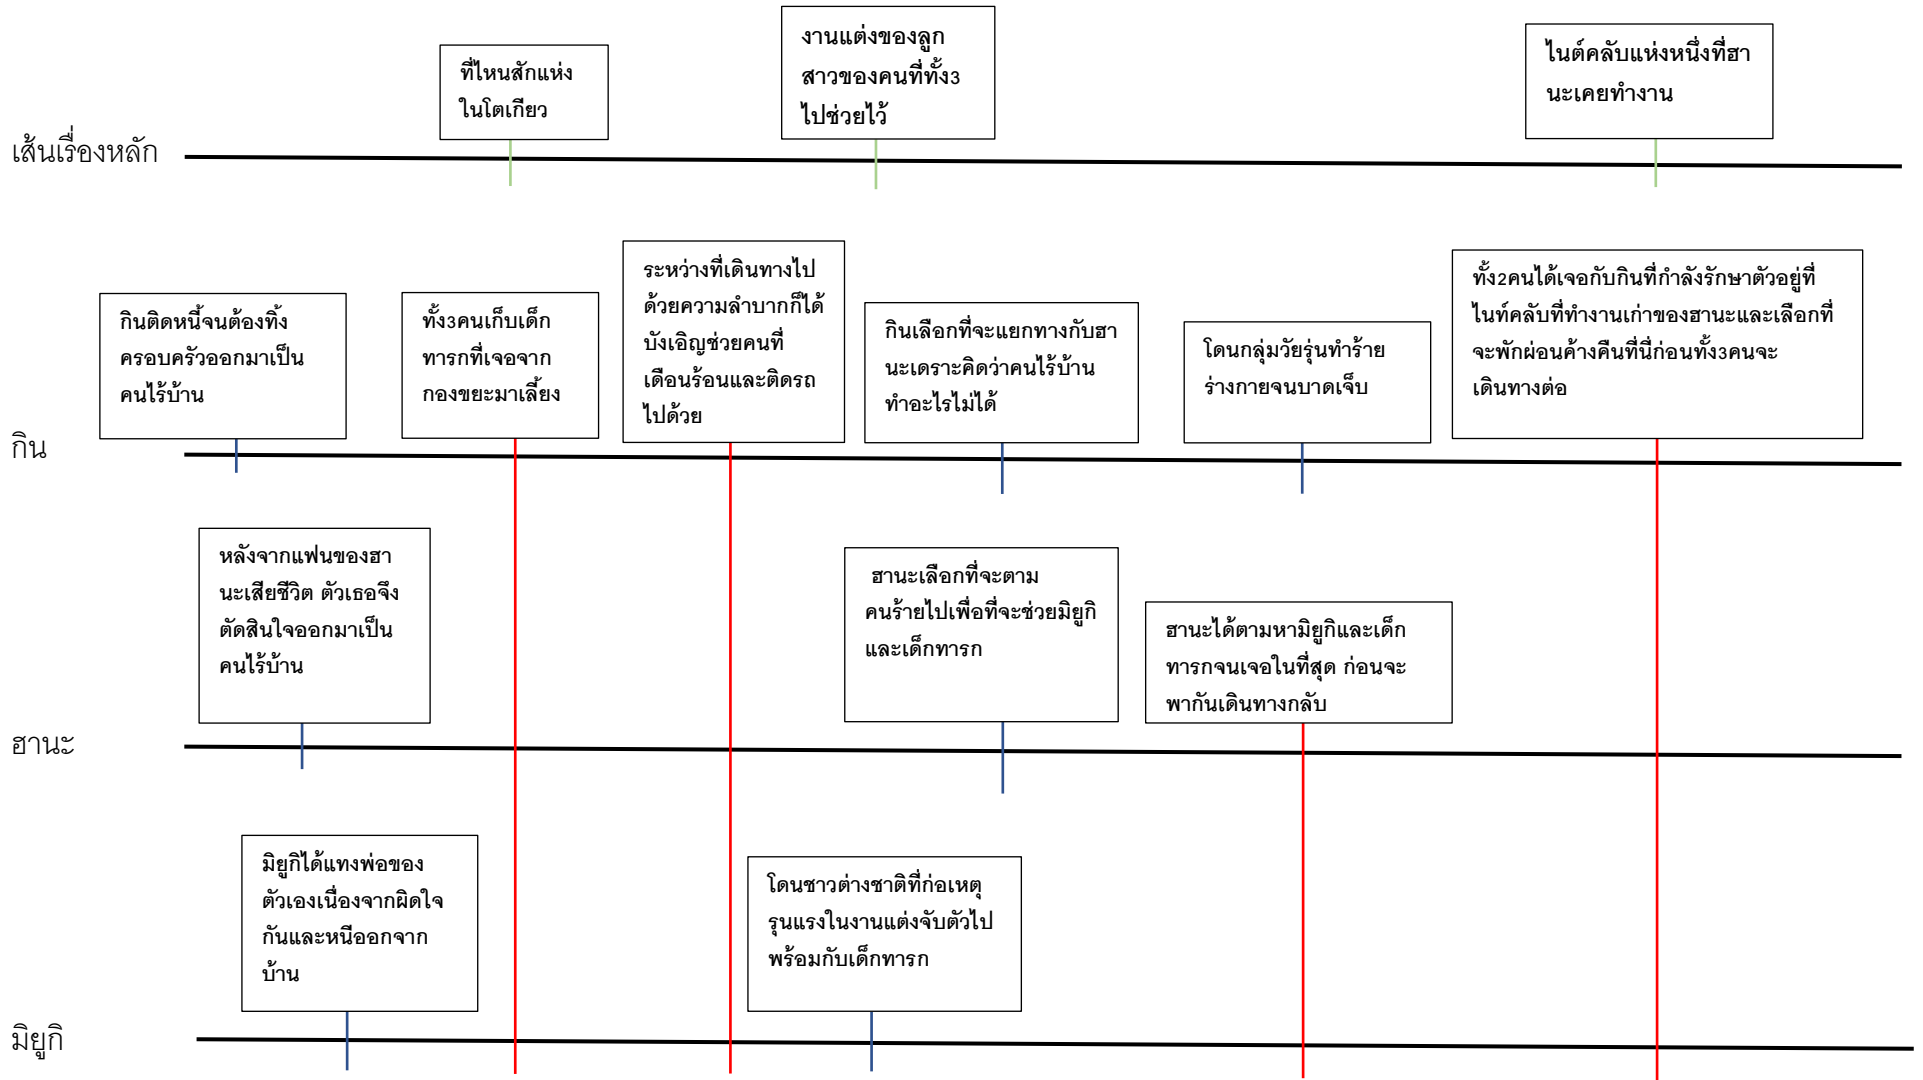 เส้นเรื่องหลัก
ที่ไหนสักแห่ง
ในโตเกียว
งานแต่งของลูก
สาวของคนที่ทั้ง3
ไปช่วยไว้
ไนต์คลับแห่งหนึ่งที่ฮา
นะเคยทำงาน
กิน
กินติดหนี้จนต้องทิ้ง
ครอบครัวออกมาเป็น
คนไร้บ้าน
ทั้ง3คนเก็บเด็ก
ทารกที่เจอจาก
กองขยะมาเลี้ยง
ระหว่างที่เดินทางไป
ด้วยความลำบากก็ได้
บังเอิญช่วยคนที่
เดือนร้อนและติดรถ
ไปด้วย
กินเลือกที่จะแยกทางกับฮา
นะเดราะคิดว่าคนไร้บ้าน
ทำอะไรไม่ได้
โดนกลุ่มวัยรุ่นทำร้าย
ร่างกายจนบาดเจ็บ
ทั้ง2คนได้เจอกับกินที่กำลังรักษาตัวอยู่ที่
ไนท์คลับที่ทำงานเก่าของฮานะและเลือกที่
จะพักผ่อนค้างคืนที่นี่ก่อนทั้ง3คนจะ
เดินทางต่อ
ฮานะ
หลังจากแฟนของฮา
นะเสียชีวิต ตัวเธอจึง
ตัดสินใจออกมาเป็น
คนไร้บ้าน
ฮานะเลือกที่จะตาม
คนร้ายไปเพื่อที่จะช่วยมิยูกิ
และเด็กทารก
ฮานะได้ตามหามิยูกิและเด็ก
ทารกจนเจอในที่สุด ก่อนจะ
พากันเดินทางกลับ
มิยูกิ
มิยูกิได้แทงพ่อของ
ตัวเองเนื่องจากผิดใจ
กันและหนีออกจาก
บ้าน
โดนชาวต่างชาติที่ก่อเหตุ
รุนแรงในงานแต่งจับตัวไป
พร้อมกับเด็กทารก